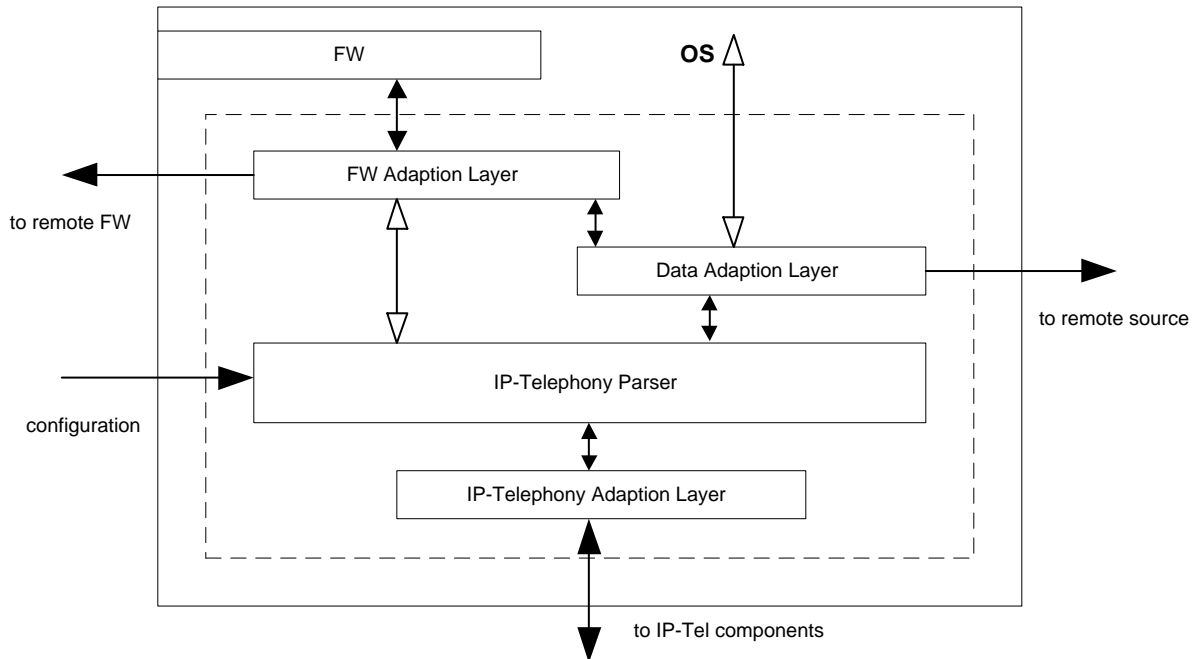 FW
OS
FW Adaption Layer
to remote FW
Data Adaption Layer
to remote source
IP-Telephony Parser
configuration
IP-Telephony Adaption Layer
to IP-Tel components